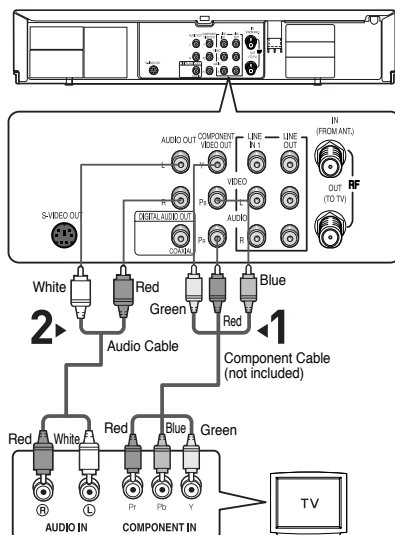 IN
(FROM ANT.)
AUDIO OUT
COMPONENT
VIDEO OUT
LINE
IN 1
LINE
OUT
L
Y
VIDEO
RF
OUT
(TO TV)
R
PB
L
S-VIDEO OUT
DIGITAL AUDIO OUT
AUDIO
COAXIAL
PR
R
White
Red
Green
Red
Blue
2
1
Audio Cable
Component Cable
(not included)
Red
White
Red
Blue
Green
R
L
Pr
Pb
Y
AUDIO IN
COMPONENT IN
TV